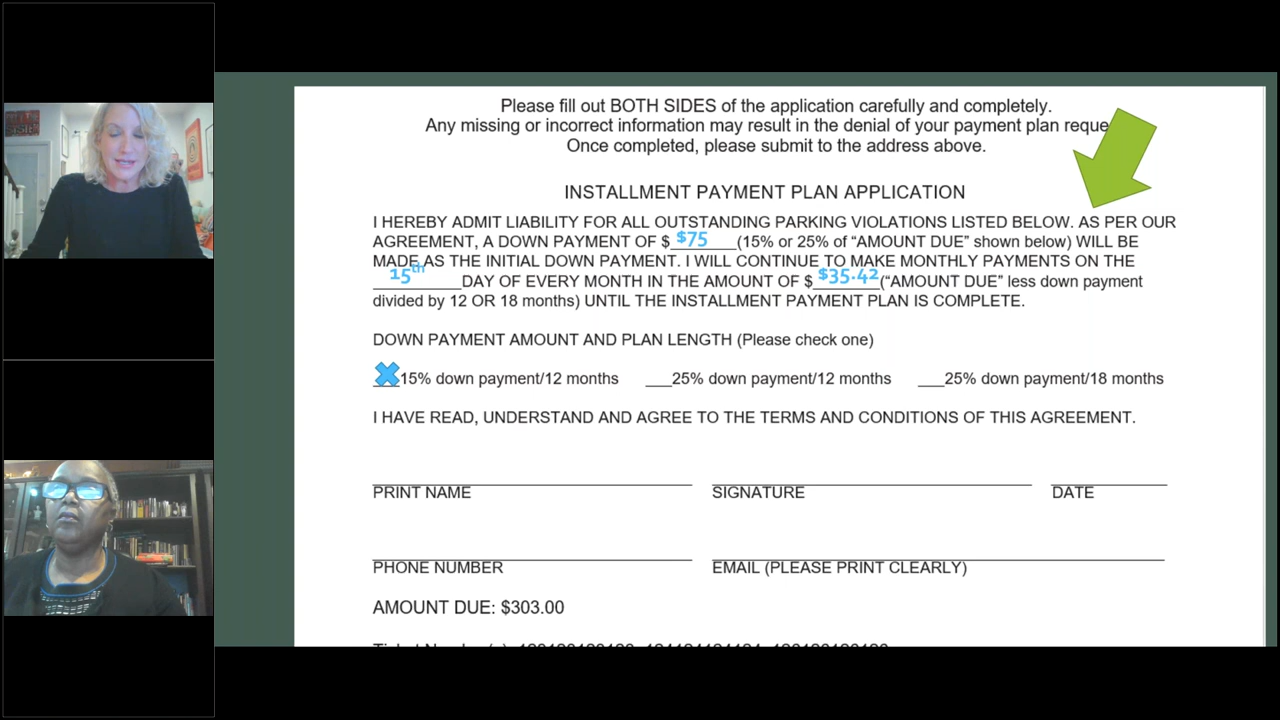 Please fill out BOTH SIDES of the application carefully and completely.
Any missing or incorrect information may result in the denial of your payment plan reque
Once completed, please submit to the address above.
INSTALLMENT PAYMENT PLAN APPLICATION
I HEREBY ADMIT LIABILITY FOR ALL OUTSTANDING PARKING VIOLATIONS LISTED BELOW. AS PER OUR
AGREEMENT, A DOWN PAYMENT OF $ $75 (15% or 25% of “AMOUNT DUE” shown below) WILL BE
MADE AS THE INITIAL DOWN PAYMENT. I WILL CONTINUE TO MAKE MONTHLY PAYMENTS ON THE
15th DAY OF EVERY MONTH IN THE AMOUNT OF $ $35.42 (“AMOUNT DUE” less down payment
divided by 12 OR 18 months) UNTIL THE INSTALLMENT PAYMENT PLAN IS COMPLETE.
DOWN PAYMENT AMOUNT AND PLAN LENGTH (Please check one)
___15% down payment/12 months ___25% down payment/12 months ___25% down payment/18 months
I HAVE READ, UNDERSTAND AND AGREE TO THE TERMS AND CONDITIONS OF THIS AGREEMENT.
PRINT NAME SIGNATURE DATE
PHONE NUMBER EMAIL (PLEASE PRINT CLEARLY)
AMOUNT DUE: $303.00